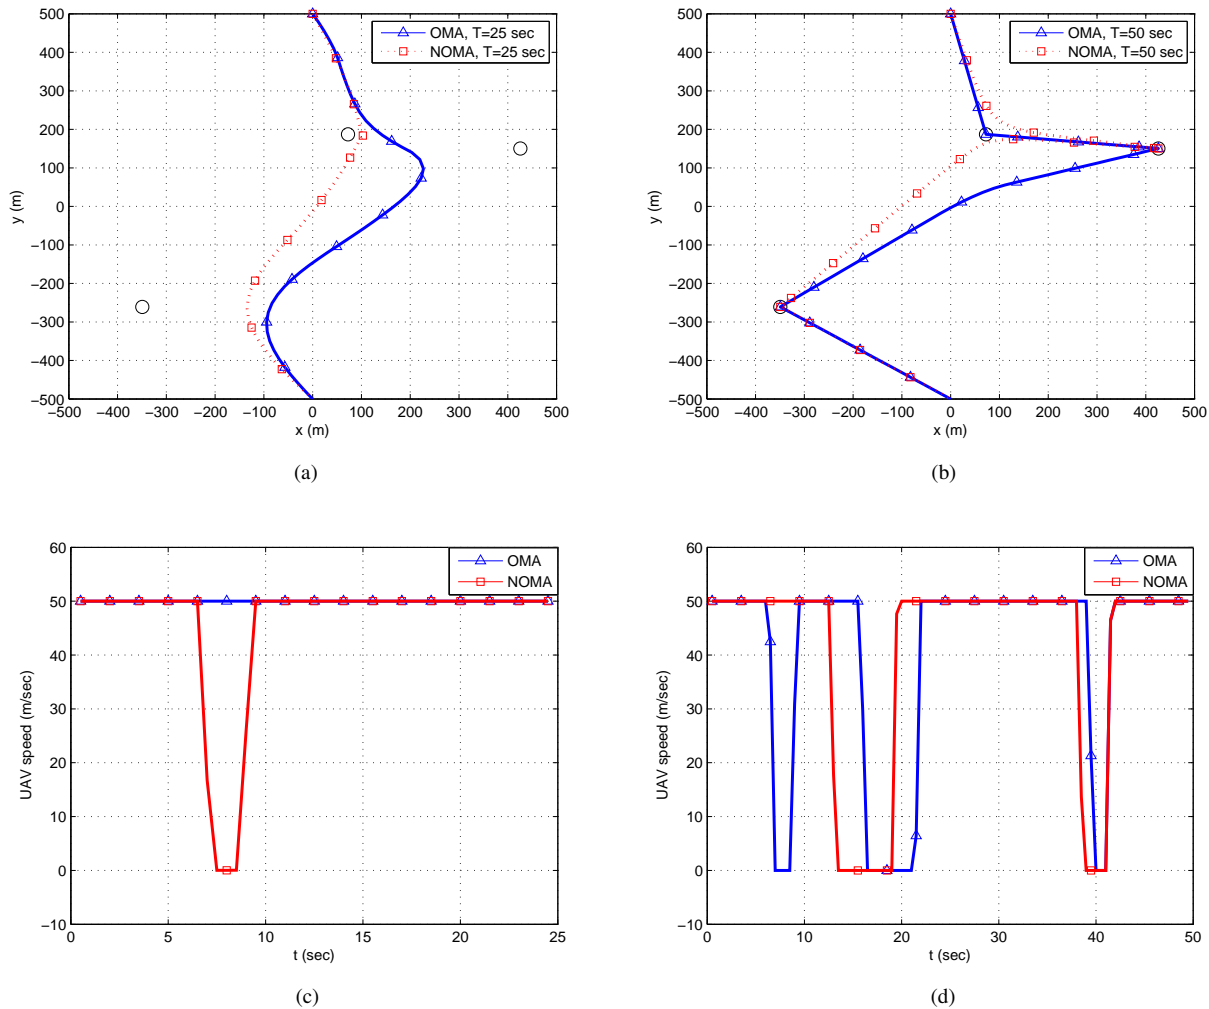 OMA, T=25 sec
NOMA, T=25 sec
500
400
300
200
100
0
−100
−200
−300
−400
−500
y (m)
−500 −400 −300 −200 −100 0 100 200 300 400 500
x (m)
(a)
OMA, T=50 sec
NOMA, T=50 sec
500
400
300
200
100
0
−100
−200
−300
−400
−500
y (m)
−500 −400 −300 −200 −100 0 100 200 300 400 500
x (m)
(b)
OMA
NOMA
60
50
40
30
20
10
0
−10
UAV speed (m/sec)
0 5 10 15 20 25
t (sec)
(c)
OMA
NOMA
60
50
40
30
20
10
0
−10
UAV speed (m/sec)
0 10 20 30 40 50
t (sec)
(d)